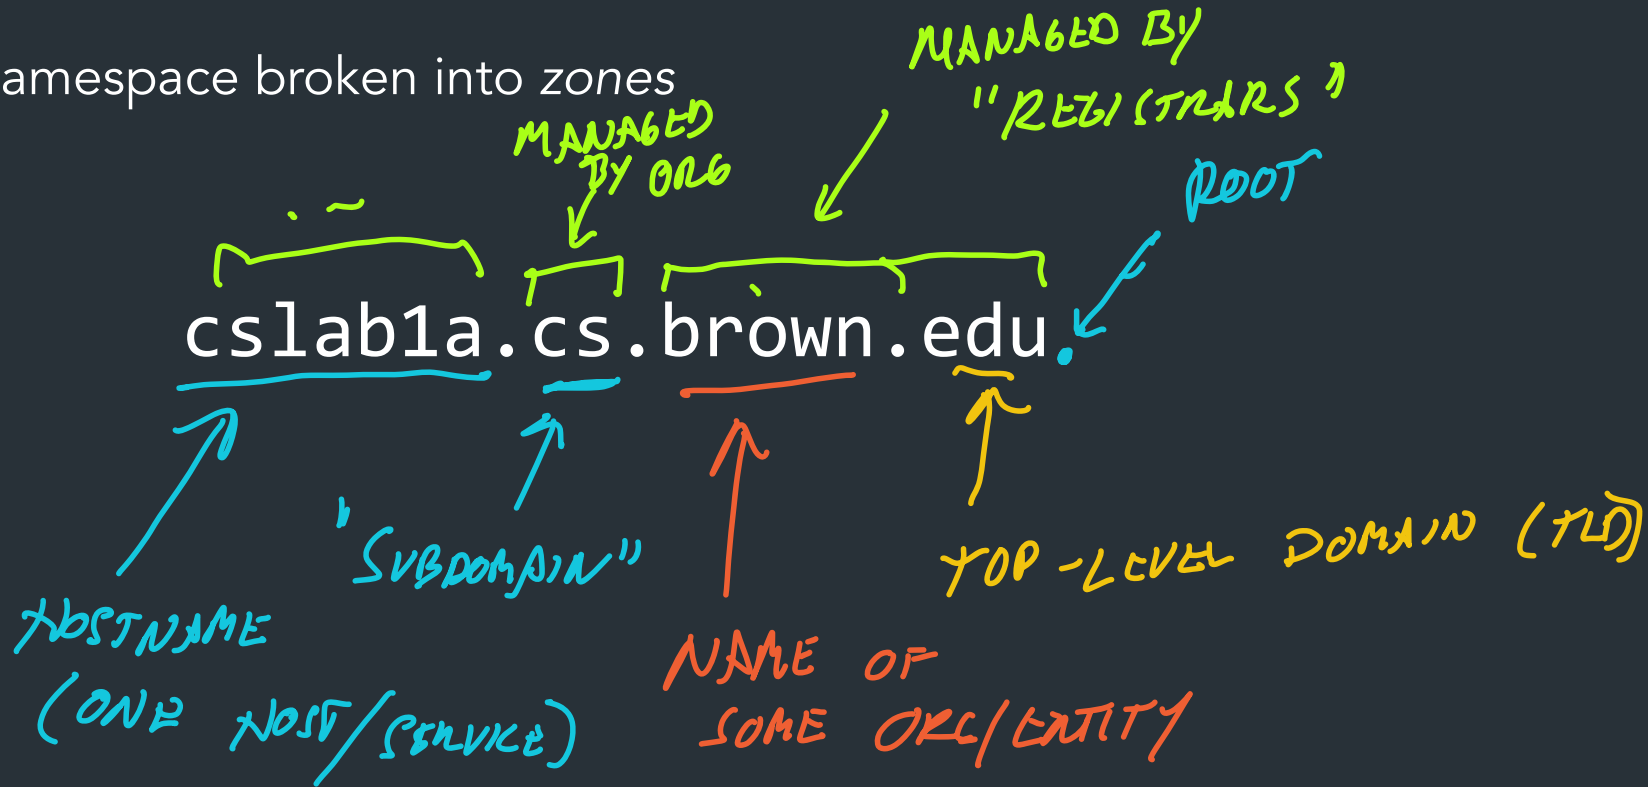 amespace broken into zones
MANAGED BY
"REGISTRARS"
MANAGED
BY ORG
ROOT
cslab1a.cs.brown.edu.
"SUBDOMAIN"
TOP-LEVEL DOMAIN (TLD)
HOSTNAME
(ONE HOST/SERVICE)
NAME OF
SOME ORG/ENTITY